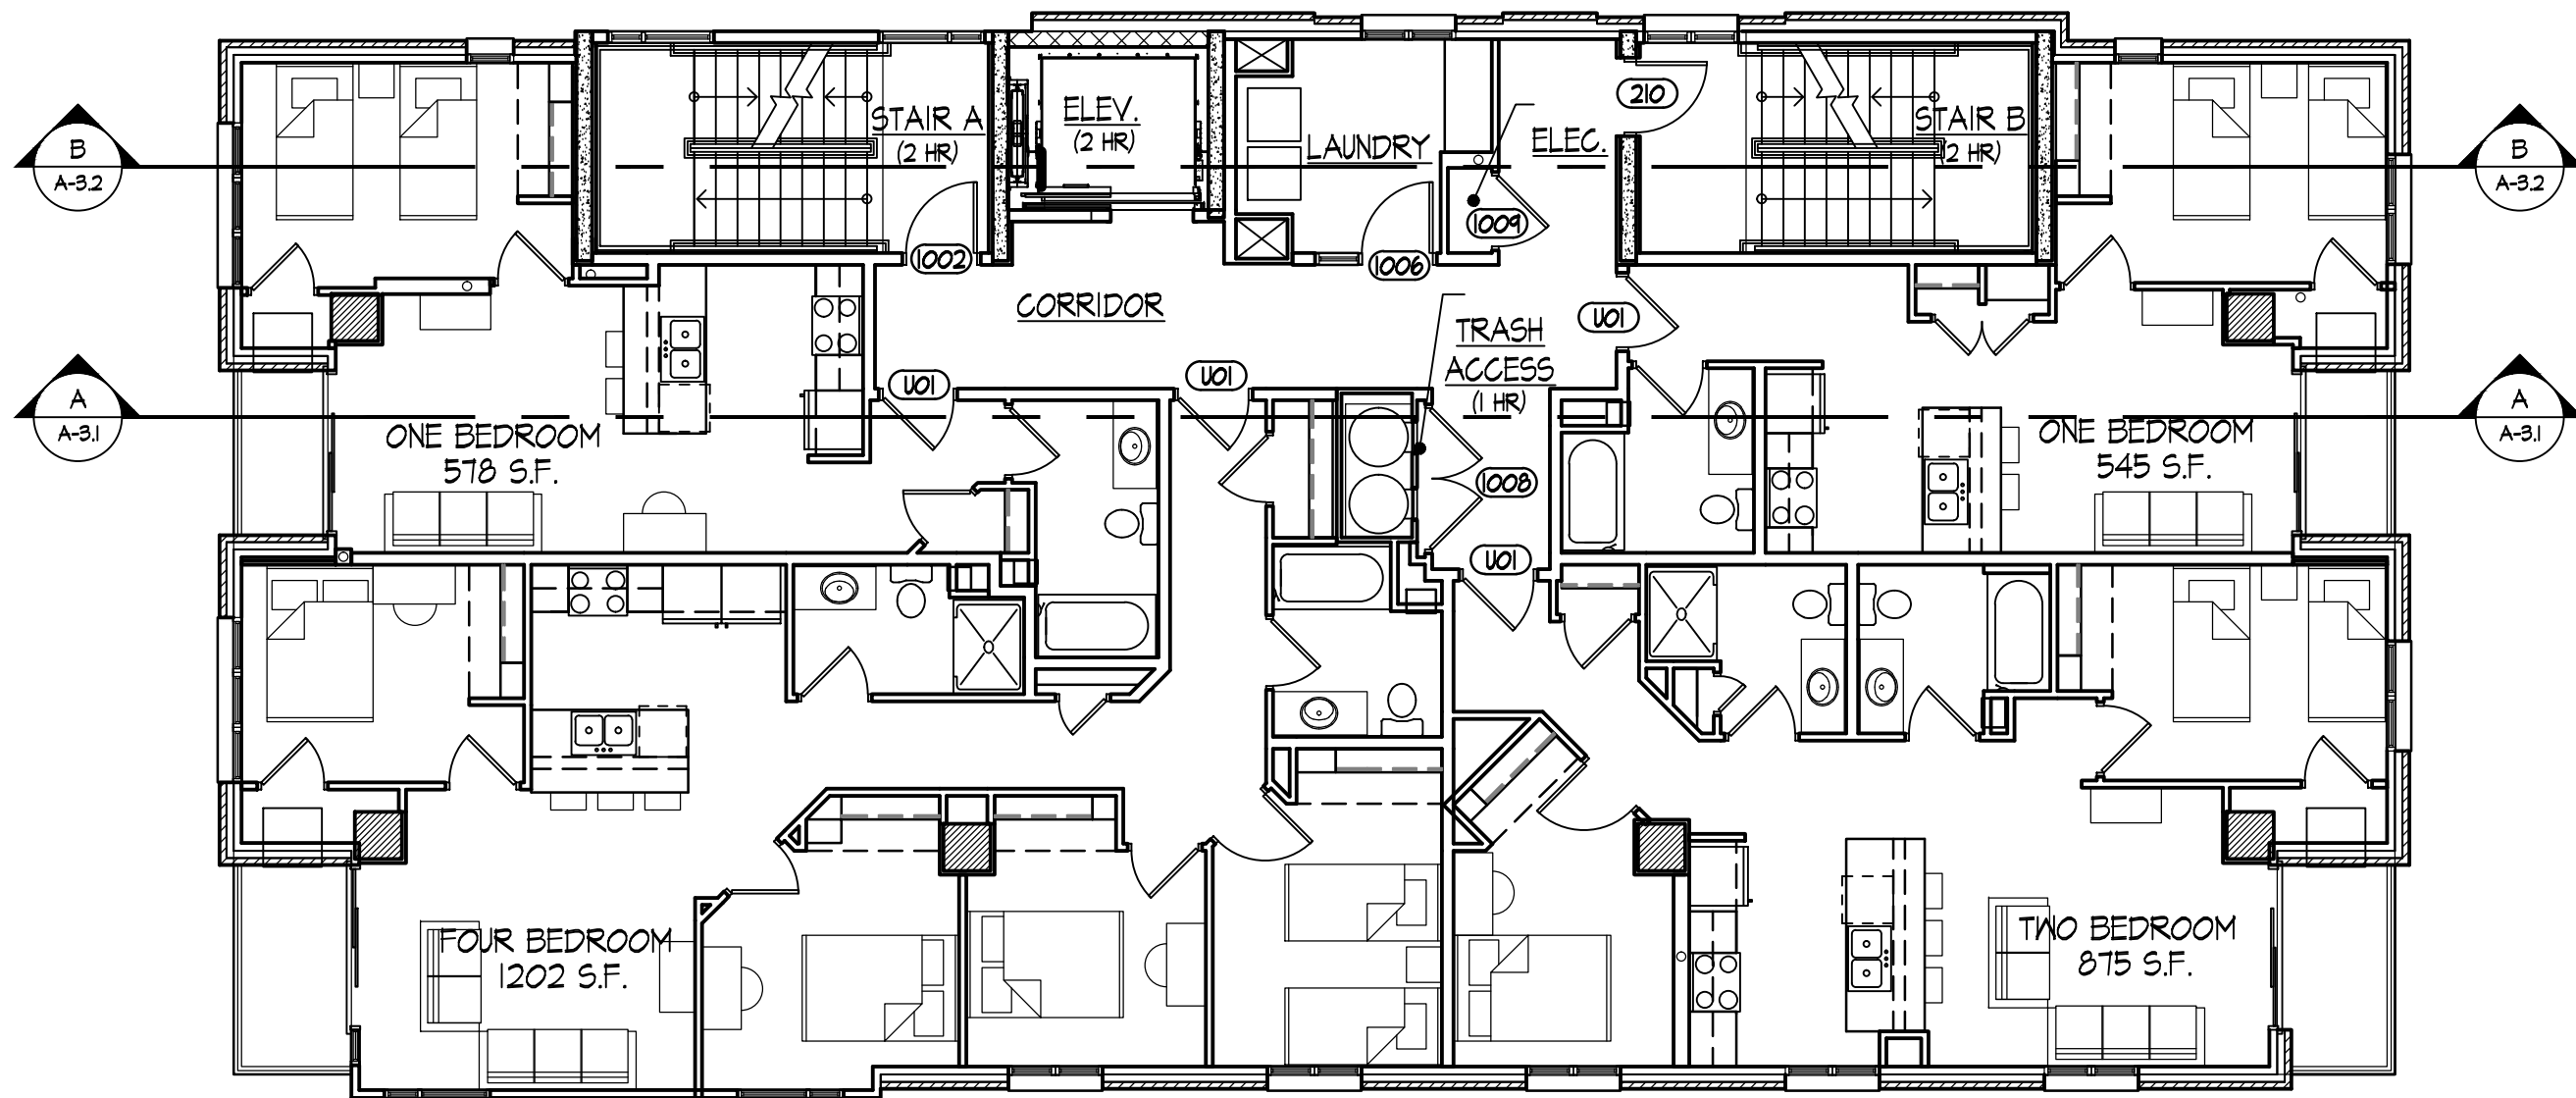 210
STAIR A
(2 HR)
ELEV.
(2 HR)
LAUNDRY
ELEC.
STAIR B
(2 HR)
B
A-3.2
B
A-3.2
1009
1002
1006
CORRIDOR
TRASH
ACCESS
(1 HR)
U01
U01
U01
A
A-3.1
A
A-3.1
ONE BEDROOM
578 S.F.
ONE BEDROOM
545 S.F.
1008
U01
FOUR BEDROOM
1202 S.F.
TWO BEDROOM
875 S.F.